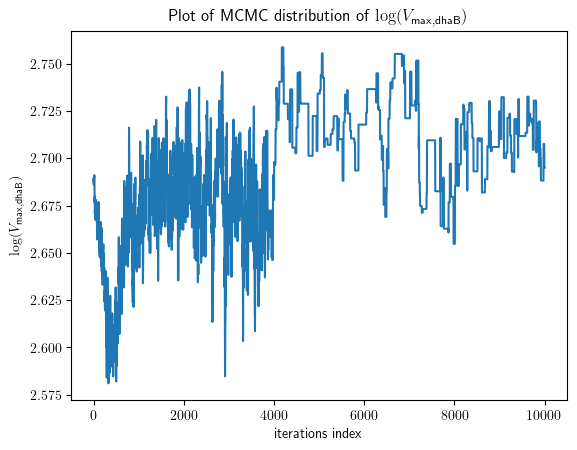 Plot of MCMC distribution of log(V_max,dhaB)
log(V_max,dhaB)
2.750
2.725
2.700
2.675
2.650
2.625
2.600
2.575
0 2000 4000 6000 8000 10000
iterations index